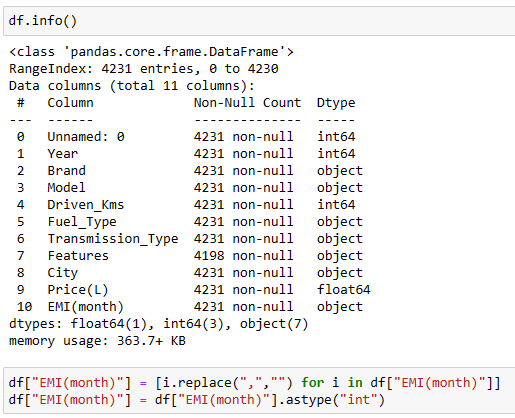 df.info()
<class 'pandas.core.frame.DataFrame'>
RangeIndex: 4231 entries, 0 to 4230
Data columns (total 11 columns):
 #   Column             Non-Null Count  Dtype
---  ------             --------------  -----
 0   Unnamed: 0         4231 non-null   int64
 1   Year               4231 non-null   int64
 2   Brand              4231 non-null   object
 3   Model              4231 non-null   object
 4   Driven_Kms         4231 non-null   int64
 5   Fuel_Type          4231 non-null   object
 6   Transmission_Type  4231 non-null   object
 7   Features           4198 non-null   object
 8   City               4231 non-null   object
 9   Price(L)           4231 non-null   float64
 10  EMI(month)         4231 non-null   object
dtypes: float64(1), int64(3), object(7)
memory usage: 363.7+ KB
df["EMI(month)"] = [i.replace(",","") for i in df["EMI(month)"]]
df["EMI(month)"] = df["EMI(month)"].astype("int")